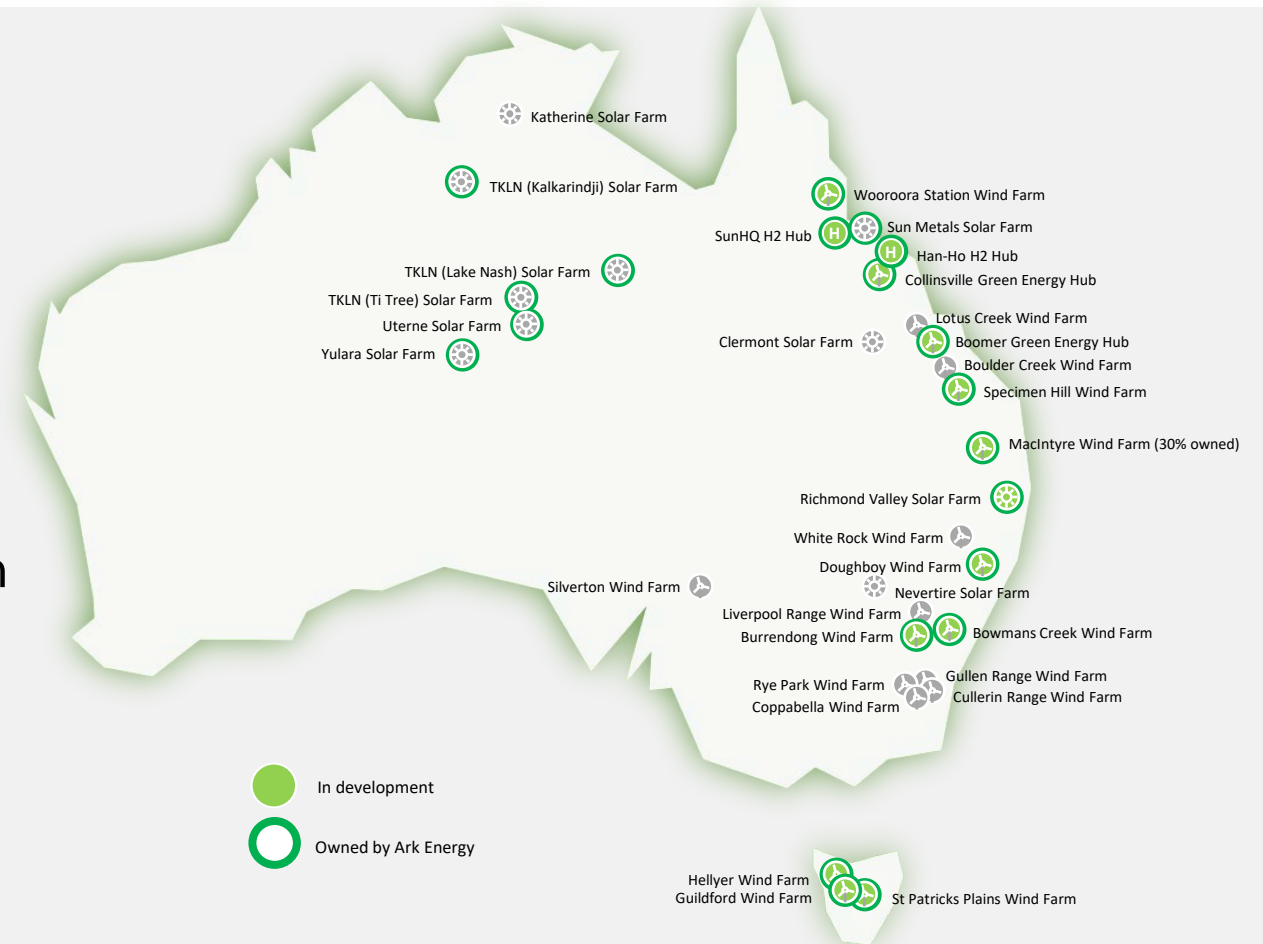 Katherine Solar Farm
TKLN (Kalkarindji) Solar Farm
Wooroora Station Wind Farm
SunHQ H2 Hub
H
Sun Metals Solar Farm
H
Han-Ho H2 Hub
TKLN (Lake Nash) Solar Farm
Collinsville Green Energy Hub
TKLN (Ti Tree) Solar Farm
Uterne Solar Farm
Lotus Creek Wind Farm
Clermont Solar Farm
Boomer Green Energy Hub
Yulara Solar Farm
Boulder Creek Wind Farm
Specimen Hill Wind Farm
MacIntyre Wind Farm (30% owned)
Richmond Valley Solar Farm
White Rock Wind Farm
Doughboy Wind Farm
Silverton Wind Farm
Nevertire Solar Farm
Liverpool Range Wind Farm
Burrendong Wind Farm
Bowmans Creek Wind Farm
Gullen Range Wind Farm
Rye Park Wind Farm
Cullerin Range Wind Farm
Coppabella Wind Farm
In development
Owned by Ark Energy
Hellyer Wind Farm
Guildford Wind Farm
St Patricks Plains Wind Farm